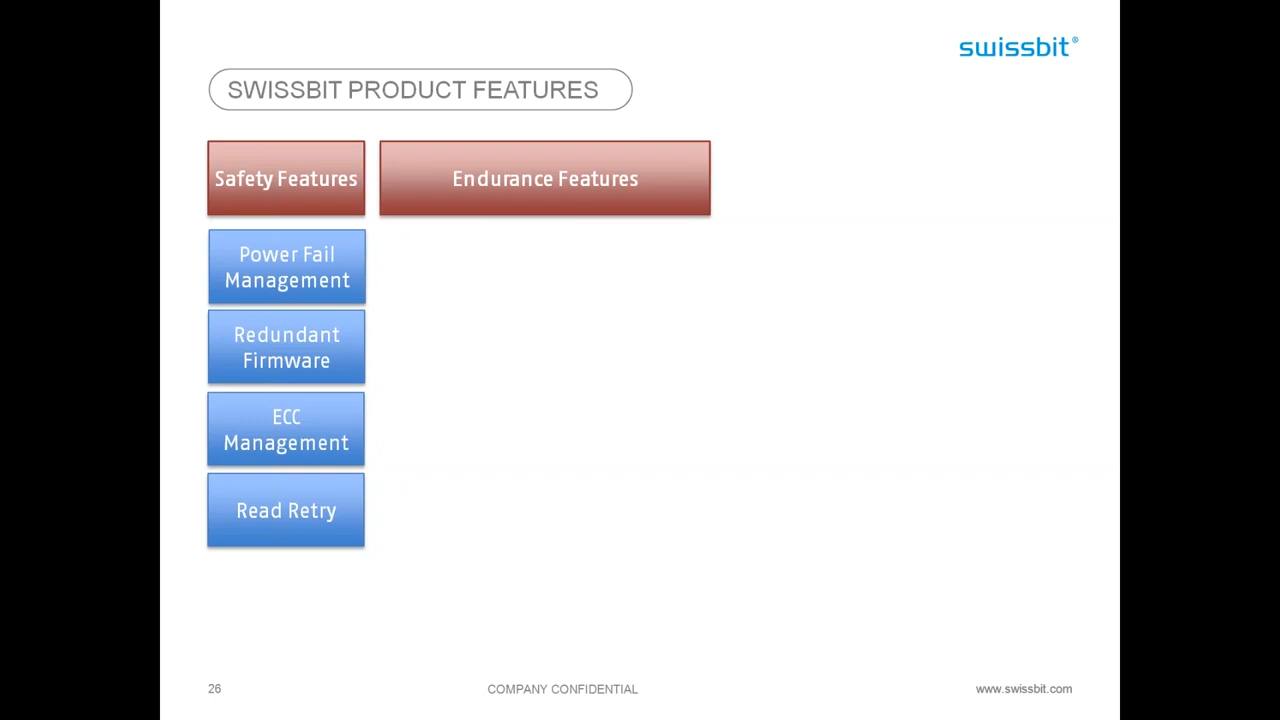 swissbit®
SWISSBIT PRODUCT FEATURES
Safety Features
Endurance Features
Power Fail
Management
Redundant
Firmware
ECC
Management
Read Retry
26
COMPANY CONFIDENTIAL
www.swissbit.com